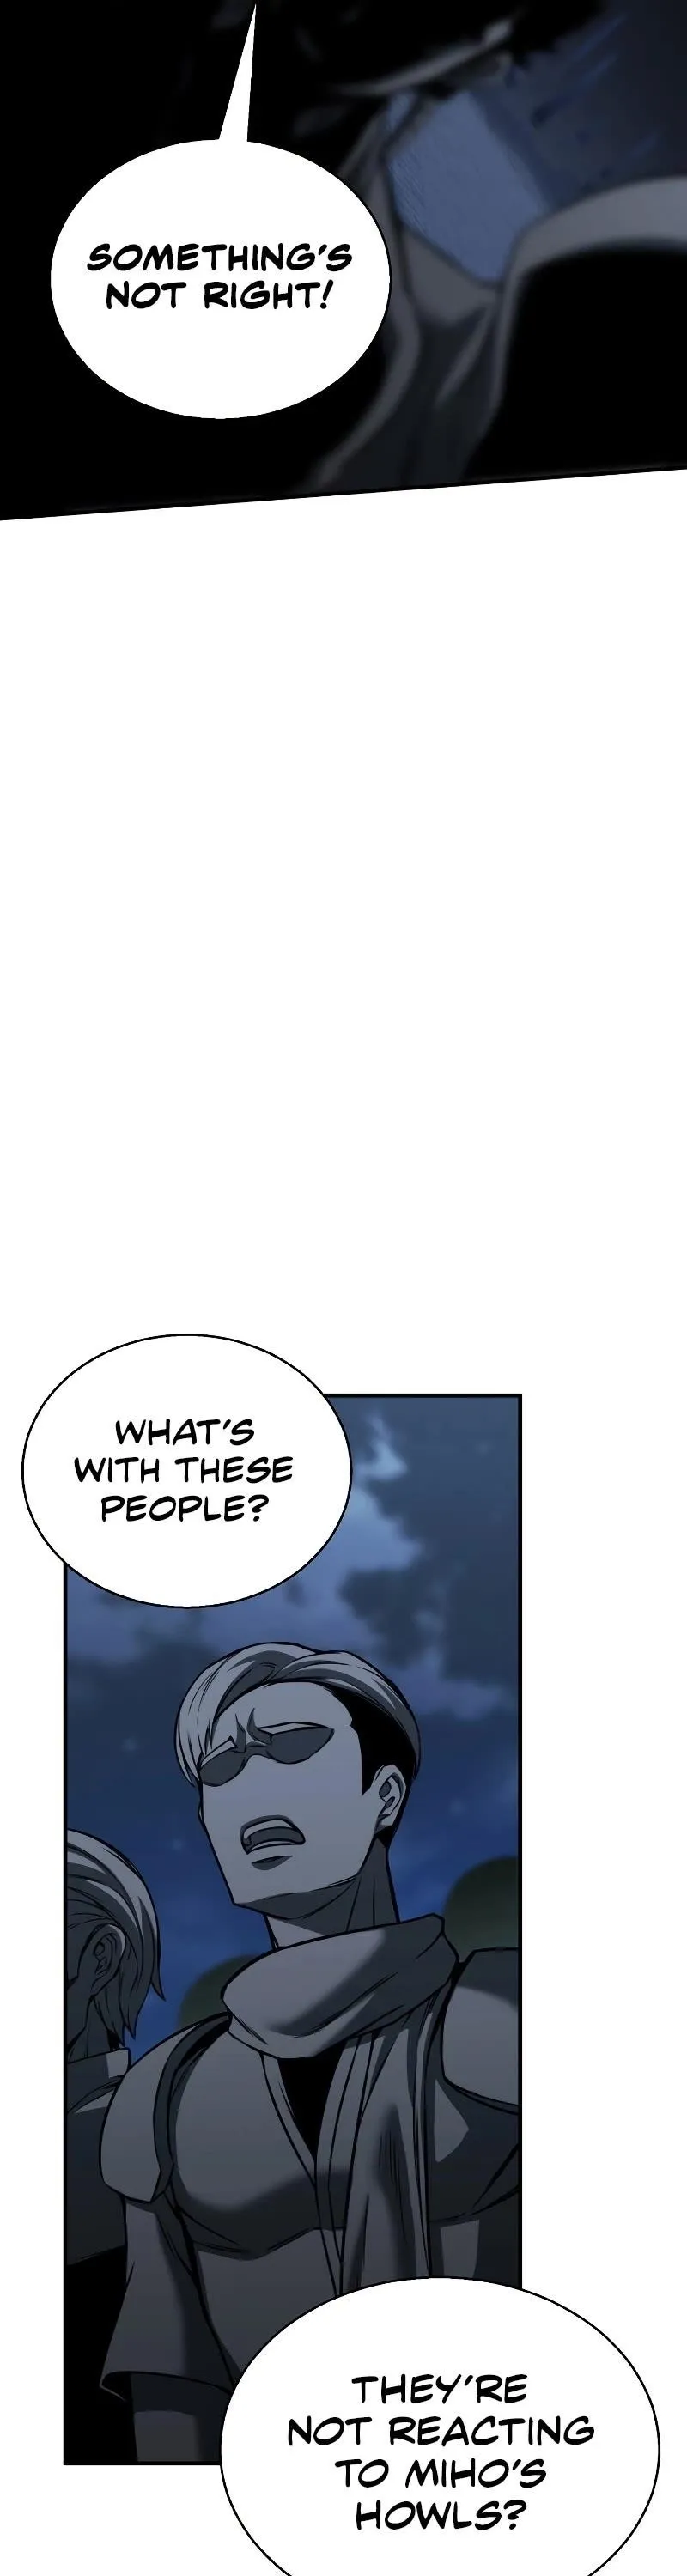 SOMETHING'S
NOT RIGHT!
WHAT'S
WITH THESE
PEOPLE?
THEY'RE
NOT REACTING
TO MIHO'S
HOWLS?